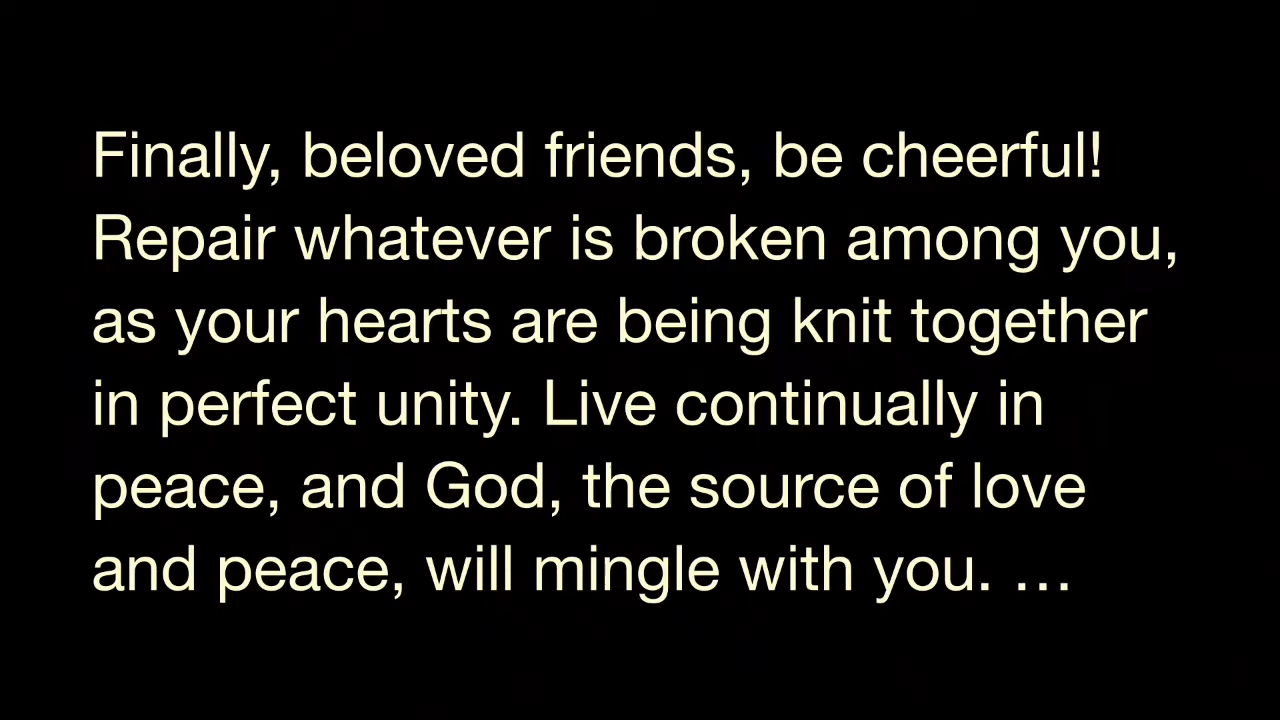 Finally, beloved friends, be cheerful!
Repair whatever is broken among you,
as your hearts are being knit together
in perfect unity. Live continually in
peace, and God, the source of love
and peace, will mingle with you. …